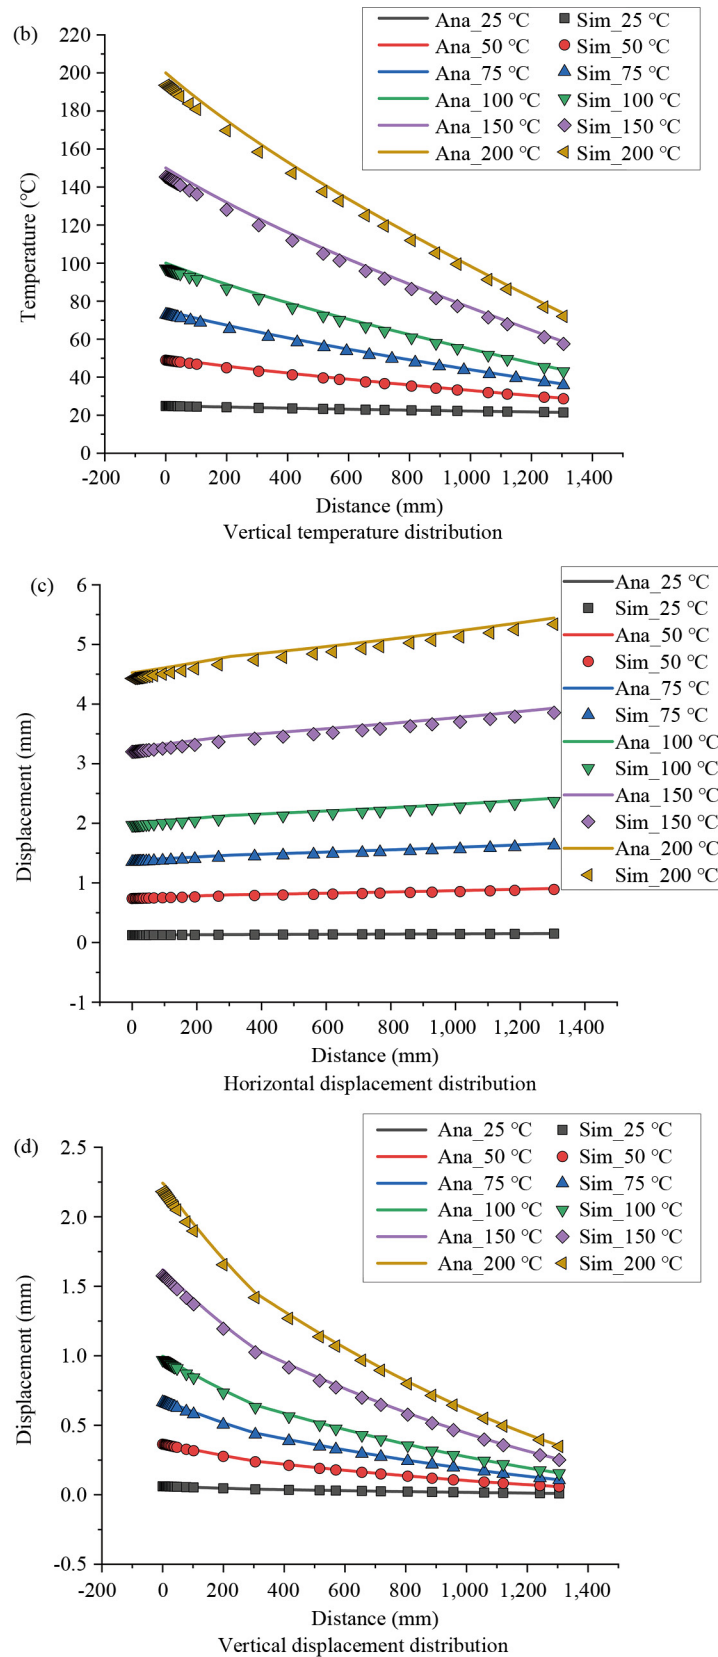 (b)
Ana_25 °C Sim_25 °C
Ana_50 °C Sim_50 °C
Ana_75 °C Sim_75 °C
Ana_100 °C Sim_100 °C
Ana_150 °C Sim_150 °C
Ana_200 °C Sim_200 °C
220
200
180
160
140
120
100
80
60
40
20
0
Temperature (°C)
-200 0 200 400 600 800 1,000 1,200 1,400
Distance (mm)
Vertical temperature distribution
(c)
Ana_25 °C
Sim_25 °C
Ana_50 °C
Sim_50 °C
Ana_75 °C
Sim_75 °C
Ana_100 °C
Sim_100 °C
Ana_150 °C
Sim_150 °C
Ana_200 °C
Sim_200 °C
6
5
4
3
2
1
0
-1
Displacement (mm)
0 200 400 600 800 1,000 1,200 1,400
Distance (mm)
Horizontal displacement distribution
(d)
Ana_25 °C Sim_25 °C
Ana_50 °C Sim_50 °C
Ana_75 °C Sim_75 °C
Ana_100 °C Sim_100 °C
Ana_150 °C Sim_150 °C
Ana_200 °C Sim_200 °C
2.5
2.0
1.5
1.0
0.5
0.0
-0.5
Displacement (mm)
-200 0 200 400 600 800 1,000 1,200 1,400
Distance (mm)
Vertical displacement distribution